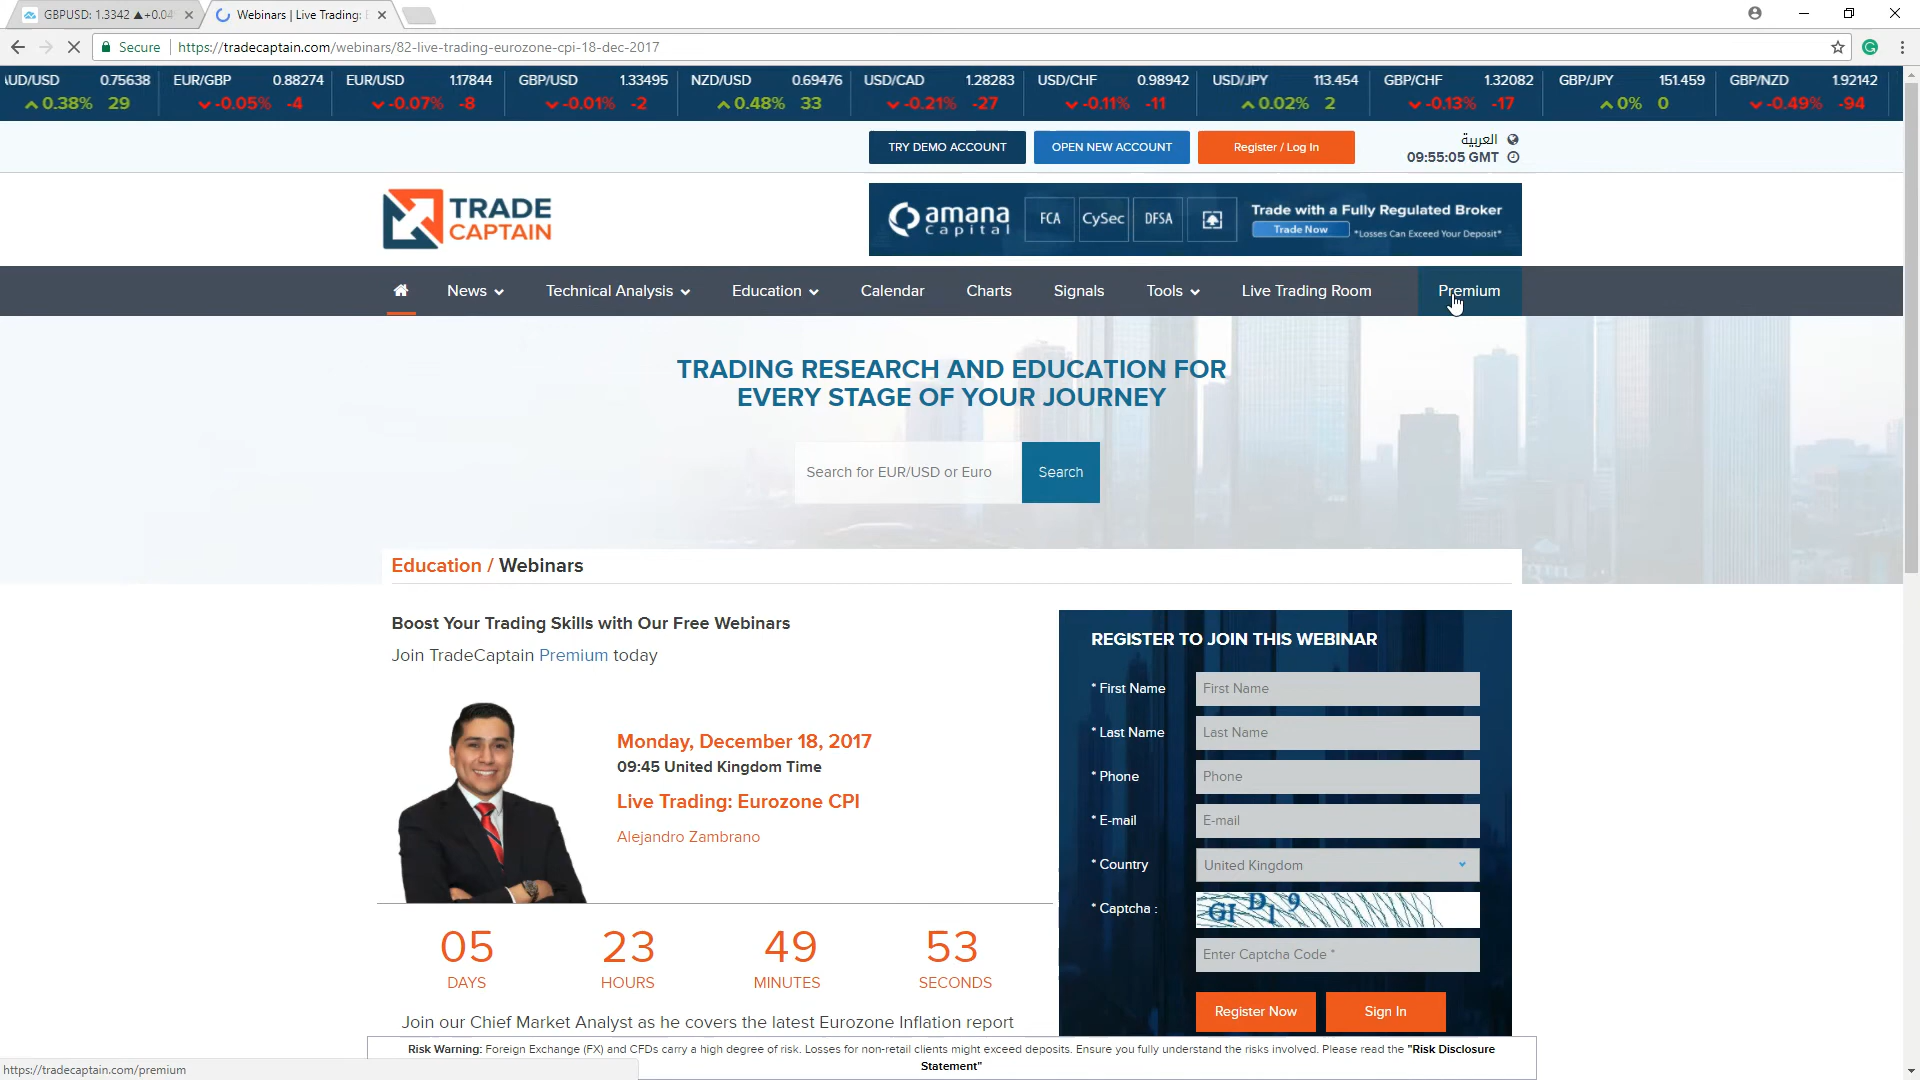 GBPUSD: 1.3342 ▲+0.04
Webinars | Live Trading: E
Secure https://tradecaptain.com/webinars/82-live-trading-eurozone-cpi-18-dec-2017
AUD/USD 0.75638 EUR/GBP 0.88274 EUR/USD 1.17844 GBP/USD 1.33495 NZD/USD 0.69476 USD/CAD 1.28283 USD/CHF 0.98942 USD/JPY 113.454 GBP/CHF 1.32082 GBP/JPY 151.459 GBP/NZD 1.92142
0.38% 29 -0.05% -4 -0.07% -8 -0.01% -2 0.48% 33 -0.21% -27 -0.11% -11 0.02% 2 -0.13% -17 0% 0 -0.49% -94
TRY DEMO ACCOUNT OPEN NEW ACCOUNT Register / Log In العربية
09:55:05 GMT
TRADE
CAPTAIN
amana
capital
FCA CySec DFSA
Trade with a Fully Regulated Broker
Trade Now *Losses Can Exceed Your Deposit*
News Technical Analysis Education Calendar Charts Signals Tools Live Trading Room Premium
TRADING RESEARCH AND EDUCATION FOR
EVERY STAGE OF YOUR JOURNEY
Search for EUR/USD or Euro Search
Education / Webinars
Boost Your Trading Skills with Our Free Webinars
Join TradeCaptain Premium today
Monday, December 18, 2017
09:45 United Kingdom Time
Live Trading: Eurozone CPI
Alejandro Zambrano
05 23 49 53
DAYS HOURS MINUTES SECONDS
Join our Chief Market Analyst as he covers the latest Eurozone Inflation report
REGISTER TO JOIN THIS WEBINAR
* First Name First Name
* Last Name Last Name
* Phone Phone
* E-mail E-mail
* Country United Kingdom
* Captcha : GI D I 9
Enter Captcha Code *
Register Now Sign In
Risk Warning: Foreign Exchange (FX) and CFDs carry a high degree of risk. Losses for non-retail clients might exceed deposits. Ensure you fully understand the risks involved. Please read the "Risk Disclosure
Statement"
https://tradecaptain.com/premium